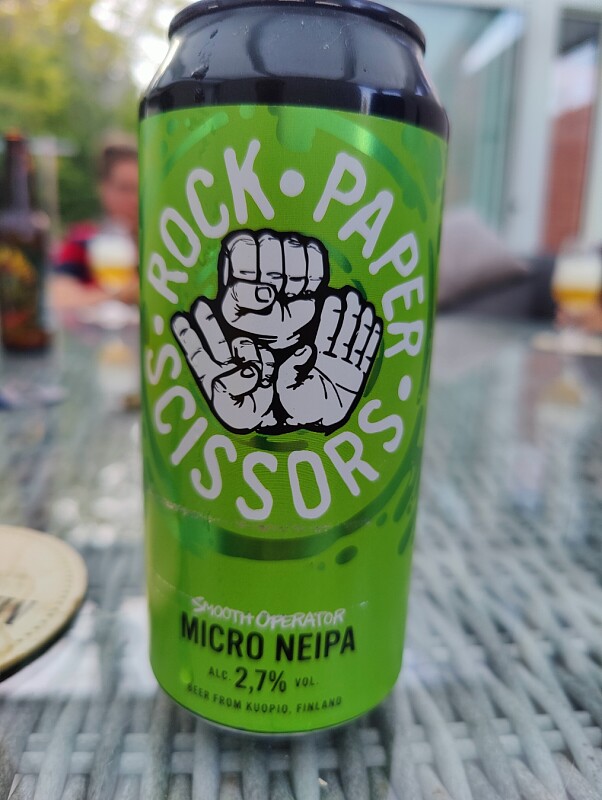 ROCK • PAPER • SCISSORS •
SMOOTH OPERATOR
MICRO NEIPA
ALC. 2,7% VOL.
BEER FROM KUOPIO, FINLAND